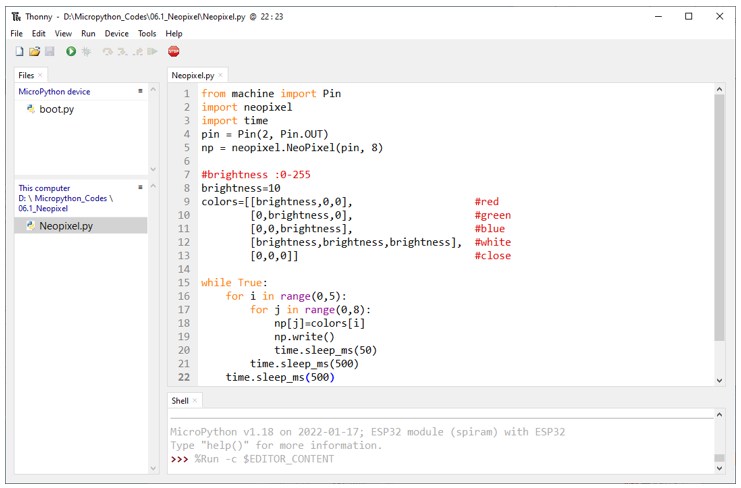 Thonny - D:\Micropython_Codes\06.1_Neopixel\Neopixel.py @ 22 : 23
File Edit View Run Device Tools Help
STOP
Files ×
MicroPython device ≡
boot.py
This computer ≡
D: \ Micropython_Codes \
06.1_Neopixel
Neopixel.py
Neopixel.py ×
1 from machine import Pin
2 import neopixel
3 import time
4 pin = Pin(2, Pin.OUT)
5 np = neopixel.NeoPixel(pin, 8)
6
7 #brightness :0-255
8 brightness=10
9 colors=[[brightness,0,0], #red
10 [0,brightness,0], #green
11 [0,0,brightness], #blue
12 [brightness,brightness,brightness], #white
13 [0,0,0]] #close
14
15 while True:
16 for i in range(0,5):
17 for j in range(0,8):
18 np[j]=colors[i]
19 np.write()
20 time.sleep_ms(50)
21 time.sleep_ms(500)
22 time.sleep_ms(500)
Shell ×
MicroPython v1.18 on 2022-01-17; ESP32 module (spiram) with ESP32
Type "help()" for more information.
>>> %Run -c $EDITOR_CONTENT